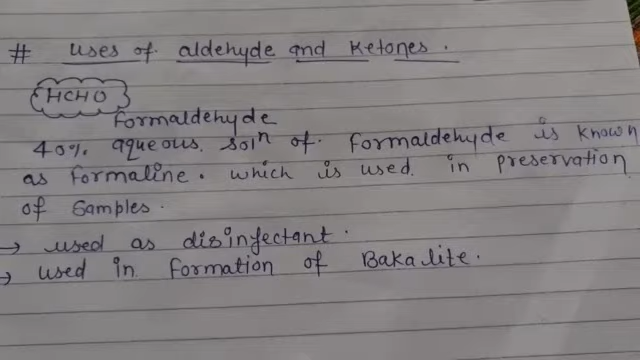 # uses of aldehyde and Ketones.
HCHO
formaldehyde
40% aqueous. solⁿ of. formaldehyde is known
as formaline. which is used. in preservation
of Samples.
→ used as disinfectant.
→ used in formation of Bakalite.